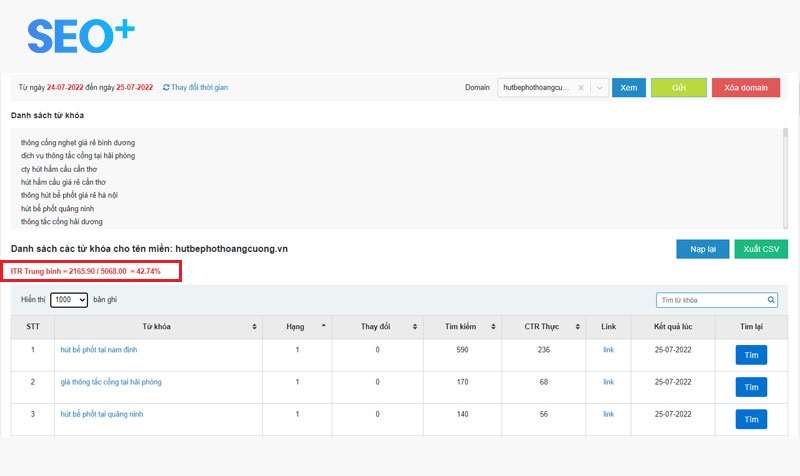 SEO+
Từ ngày 24-07-2022 đến ngày 25-07-2022 Thay đổi thời gian Domain hutbephothoangcu... Xem Gửi Xóa domain
Danh sách từ khóa
thông cống nghẹt giá rẻ bình dương
dịch vụ thông tắc cống tại hải phòng
cty hút hầm cầu cần thơ
hút hầm cầu giá rẻ cần thơ
thông hút bể phốt giá rẻ hà nội
hút bể phốt quảng ninh
thông tắc cống hải dương
Danh sách các từ khóa cho tên miền: hutbephothoangcuong.vn Nạp lại Xuất CSV
ITR Trung bình = 2165.90 / 5068.00 = 42.74%
Hiển thị 1000 bản ghi Tìm từ khóa
STT Từ khóa Hạng Thay đổi Tìm kiếm CTR Thực Link Kết quả lúc Tìm lại
1 hút bể phốt tại nam định 1 0 590 236 link 25-07-2022 Tìm
2 giá thông tắc cống tại hải phòng 1 0 170 68 link 25-07-2022 Tìm
3 hút bể phốt tại quảng ninh 1 0 140 56 link 25-07-2022 Tìm